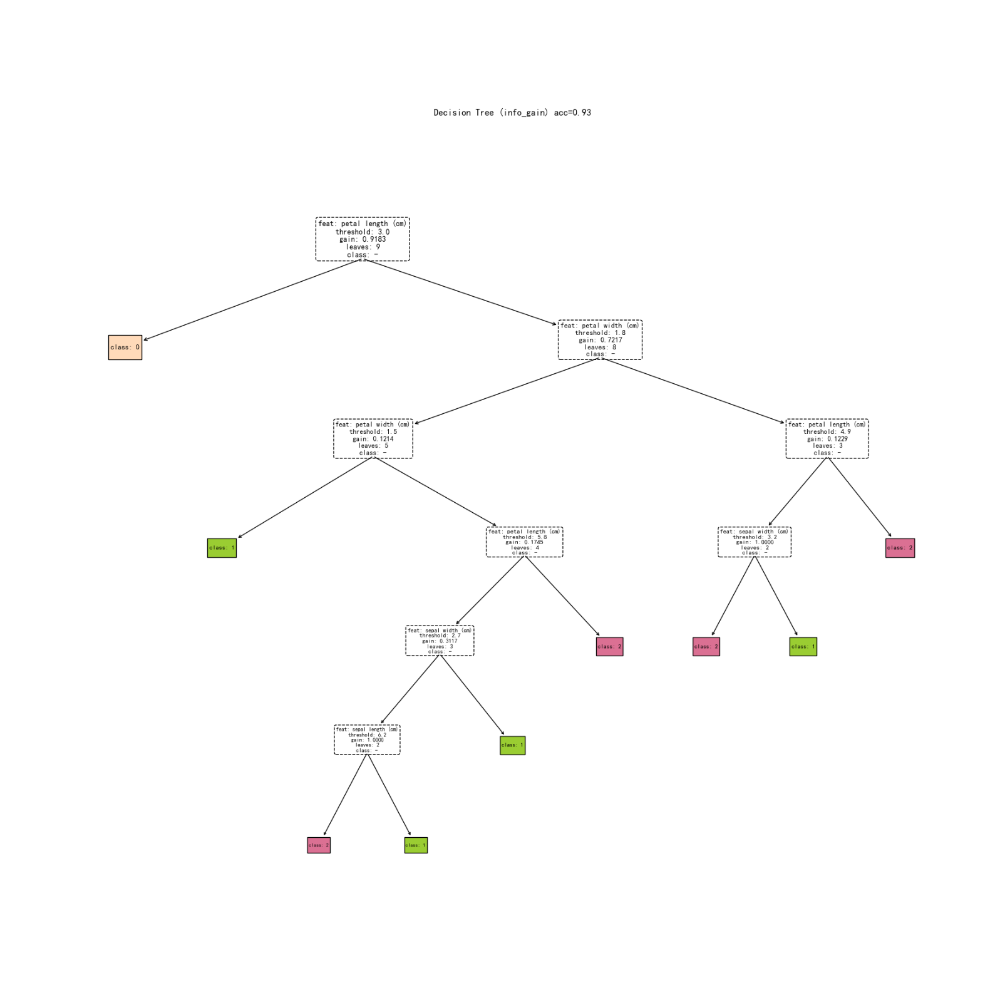 Decision Tree (info_gain) acc=0.93
feat: petal length (cm)
threshold: 3.0
gain: 0.9183
leaves: 9
class: -
class: 0
feat: petal width (cm)
threshold: 1.8
gain: 0.7217
leaves: 8
class: -
feat: petal width (cm)
threshold: 1.5
gain: 0.1214
leaves: 5
class: -
feat: petal length (cm)
threshold: 4.9
gain: 0.1229
leaves: 3
class: -
class: 1
feat: petal length (cm)
threshold: 5.8
gain: 0.1745
leaves: 4
class: -
feat: sepal width (cm)
threshold: 3.2
gain: 1.0000
leaves: 2
class: -
class: 2
feat: sepal width (cm)
threshold: 2.7
gain: 0.3117
leaves: 3
class: -
class: 2
class: 2
class: 1
feat: sepal length (cm)
threshold: 6.2
gain: 1.0000
leaves: 2
class: -
class: 1
class: 2
class: 1